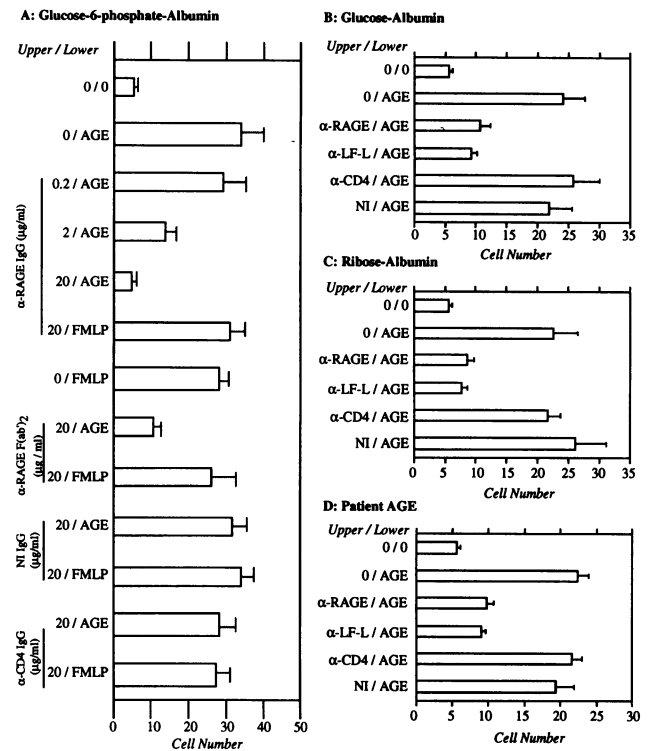 A: Glucose-6-phosphate-Albumin
Upper / Lower
0 / 0
0 / AGE
α-RAGE IgG (μg/ml)
0.2 / AGE
2 / AGE
20 / AGE
20 / FMLP
0 / FMLP
α-RAGE F(ab')2
(μg / ml)
20 / AGE
20 / FMLP
NI IgG
(μg/ml)
20 / AGE
20 / FMLP
α-CD4 IgG
(μg/ml)
20 / AGE
20 / FMLP
0 10 20 30 40 50
Cell Number
B: Glucose-Albumin
Upper / Lower
0 / 0
0 / AGE
α-RAGE / AGE
α-LF-L / AGE
α-CD4 / AGE
NI / AGE
0 5 10 15 20 25 30 35
Cell Number
C: Ribose-Albumin
Upper / Lower
0 / 0
0 / AGE
α-RAGE / AGE
α-LF-L / AGE
α-CD4 / AGE
NI / AGE
0 5 10 15 20 25 30 35
Cell Number
D: Patient AGE
Upper / Lower
0 / 0
0 / AGE
α-RAGE / AGE
α-LF-L / AGE
α-CD4 / AGE
NI / AGE
0 5 10 15 20 25 30
Cell Number